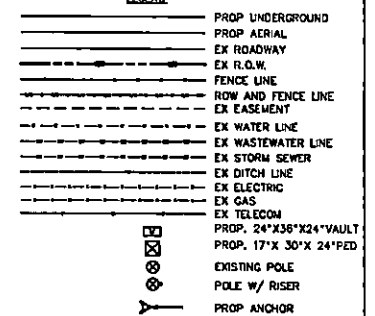 LEGEND
PROP UNDERGROUND
PROP AERIAL
EX ROADWAY
EX R.O.W.
FENCE LINE
ROW AND FENCE LINE
EX EASEMENT
EX WATER LINE
EX WASTEWATER LINE
EX STORM SEWER
EX DITCH LINE
EX ELECTRIC
EX GAS
EX TELECOM
PROP. 24"X36"X24"VAULT
PROP. 17"X 30"X 24"PED
EXISTING POLE
POLE W/ RISER
PROP ANCHOR